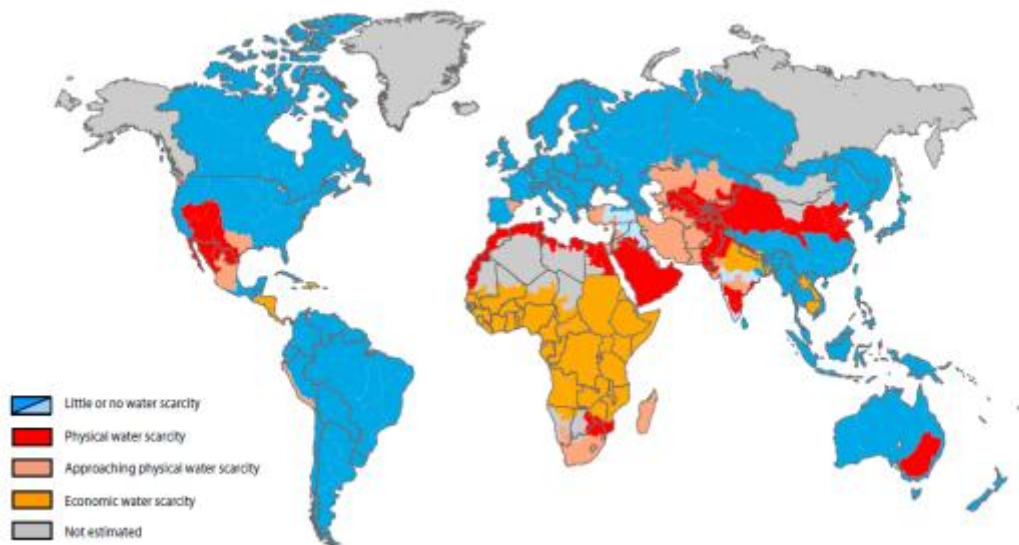 Little or no water scarcity
Physical water scarcity
Approaching physical water scarcity
Economic water scarcity
Not estimated